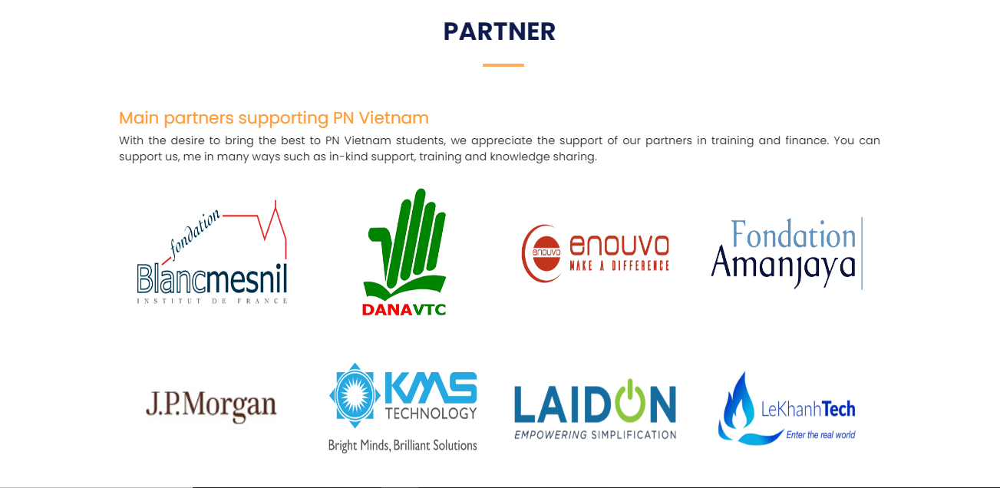 PARTNER
Main partners supporting PN Vietnam
With the desire to bring the best to PN Vietnam students, we appreciate the support of our partners in training and finance. You can
support us, me in many ways such as in-kind support, training and knowledge sharing.
fondation
Blancmesnil
INSTITUT DE FRANCE
DANAVTC
enouvo
enouvo
MAKE A DIFFERENCE
Fondation
Amanjaya
J.P.Morgan
KMS
TECHNOLOGY
Bright Minds, Brilliant Solutions
LAIDON
EMPOWERING SIMPLIFICATION
LeKhanhTech
Enter the real world